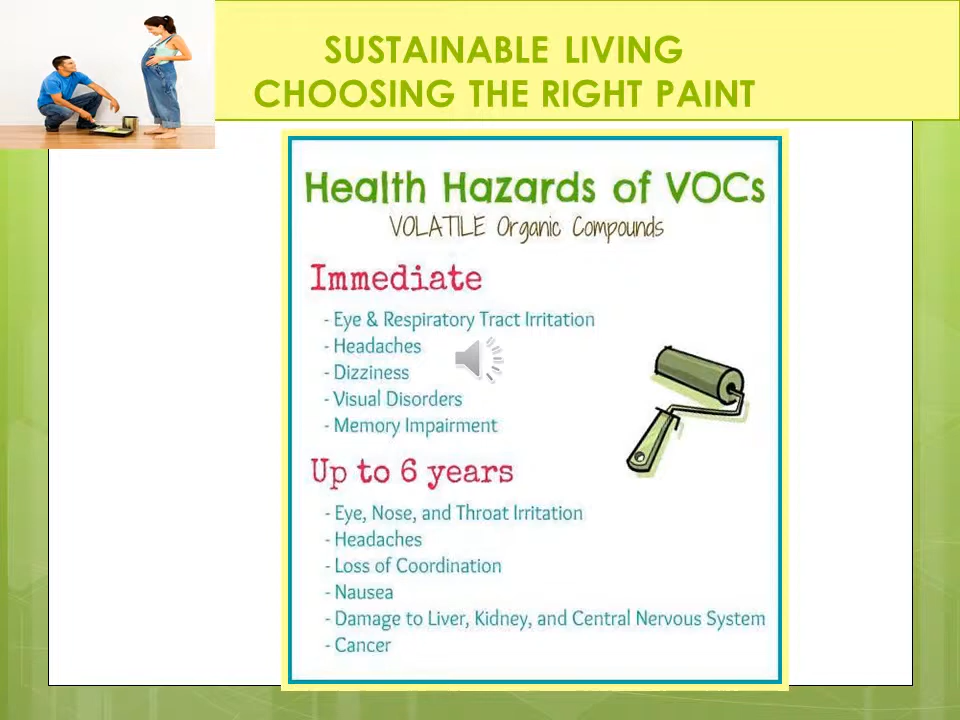 SUSTAINABLE LIVING
CHOOSING THE RIGHT PAINT
Health Hazards of VOCs
VOLATILE Organic Compounds
Immediate
- Eye & Respiratory Tract Irritation
- Headaches
- Dizziness
- Visual Disorders
- Memory Impairment
Up to 6 years
- Eye, Nose, and Throat Irritation
- Headaches
- Loss of Coordination
- Nausea
- Damage to Liver, Kidney, and Central Nervous System
- Cancer